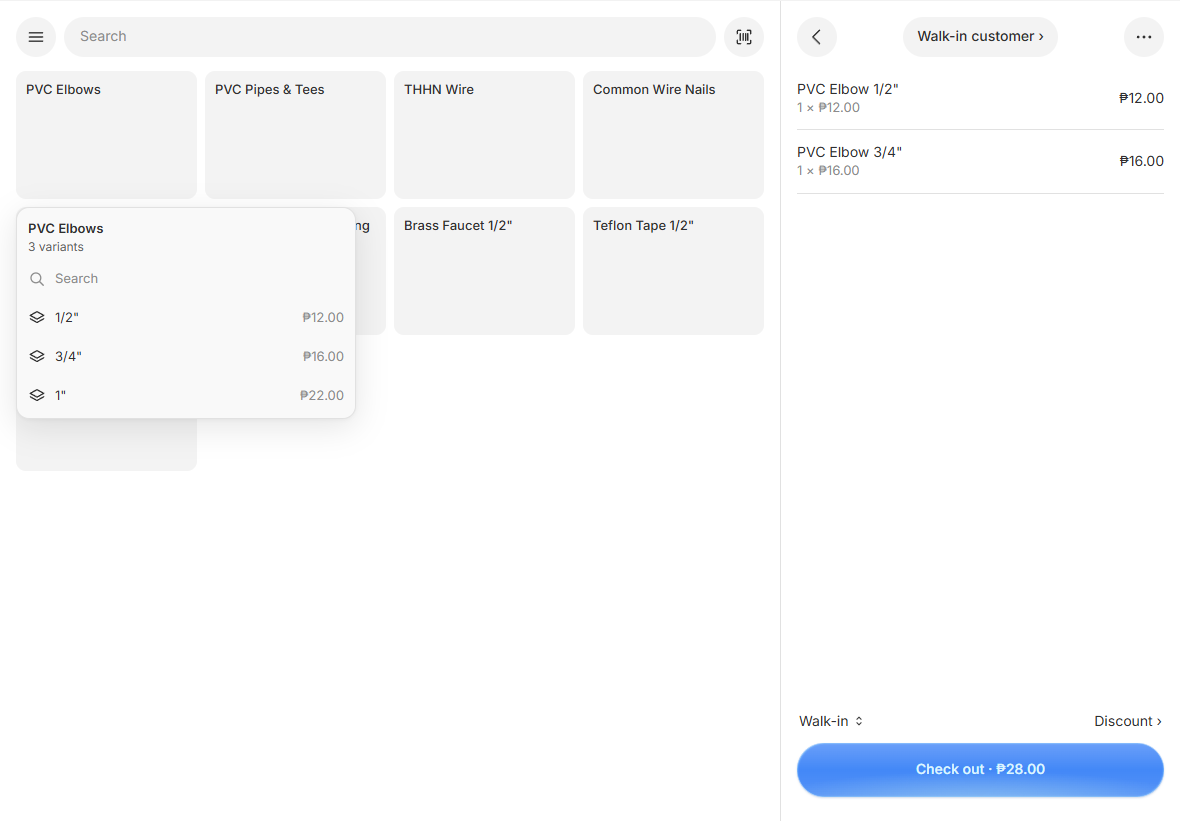 Search
PVC Elbows
PVC Pipes & Tees
THHN Wire
Common Wire Nails
PVC Elbows
3 variants
Search
1/2" ₱12.00
3/4" ₱16.00
1" ₱22.00
Brass Faucet 1/2"
Teflon Tape 1/2"
Walk-in customer ›
PVC Elbow 1/2"
1 × ₱12.00
₱12.00
PVC Elbow 3/4"
1 × ₱16.00
₱16.00
Walk-in
Discount ›
Check out · ₱28.00